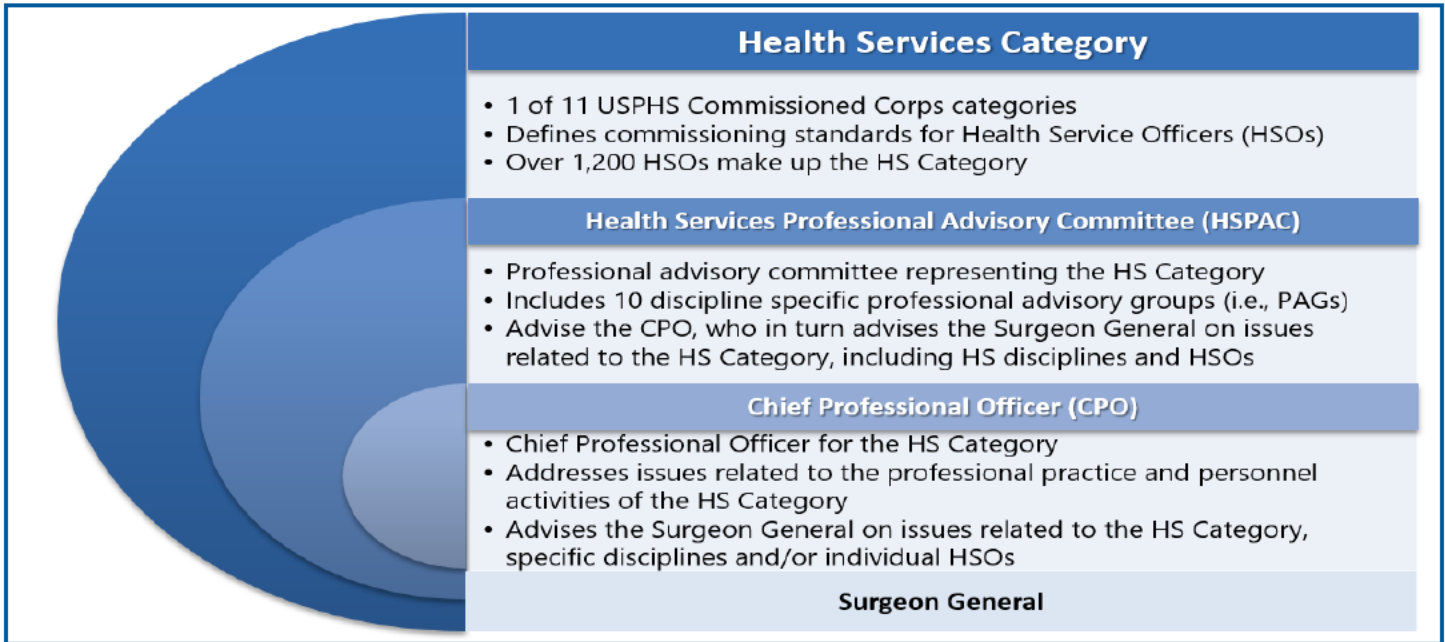 Health Services Category
• 1 of 11 USPHS Commissioned Corps categories
• Defines commissioning standards for Health Service Officers (HSOs)
• Over 1,200 HSOs make up the HS Category
Health Services Professional Advisory Committee (HSPAC)
• Professional advisory committee representing the HS Category
• Includes 10 discipline specific professional advisory groups (i.e., PAGs)
• Advise the CPO, who in turn advises the Surgeon General on issues
related to the HS Category, including HS disciplines and HSOs
Chief Professional Officer (CPO)
• Chief Professional Officer for the HS Category
• Addresses issues related to the professional practice and personnel
activities of the HS Category
• Advises the Surgeon General on issues related to the HS Category,
specific disciplines and/or individual HSOs
Surgeon General